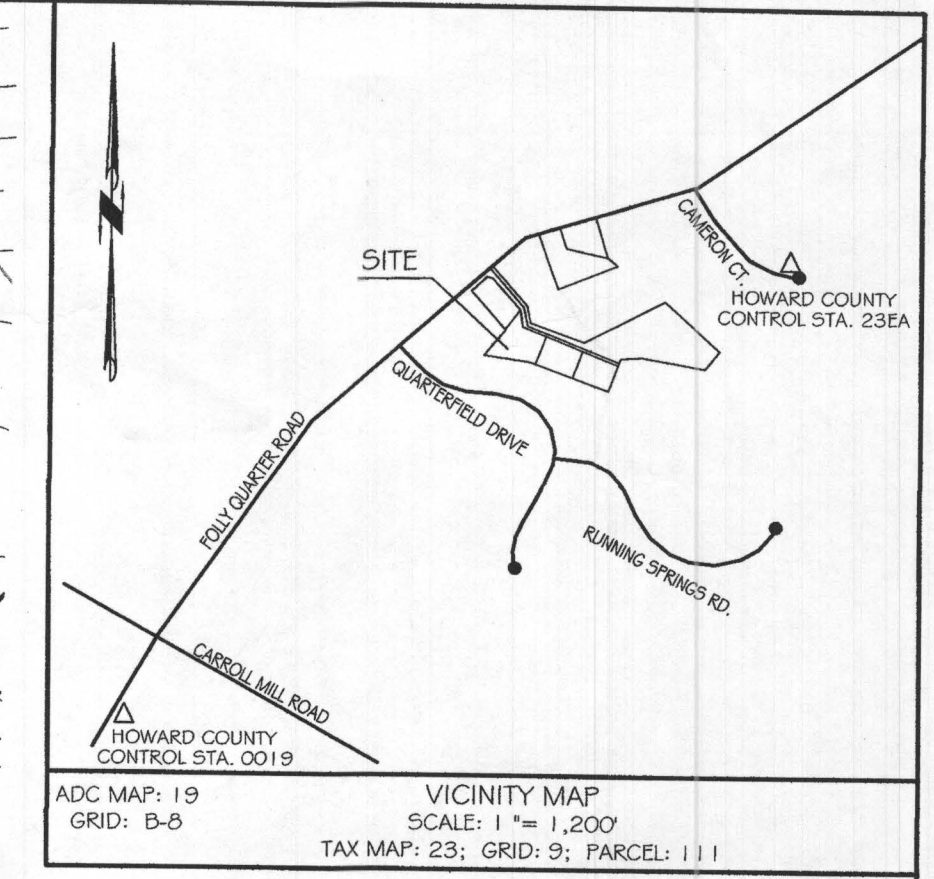 SITE
CAMERON CT.
HOWARD COUNTY
CONTROL STA. 23EA
QUARTERFIELD DRIVE
FOLLY QUARTER ROAD
RUNNING SPRINGS RD.
CARROLL MILL ROAD
HOWARD COUNTY
CONTROL STA. 0019
ADC MAP: 19
GRID: B-8
VICINITY MAP
SCALE: 1 "= 1,200'
TAX MAP: 23; GRID: 9; PARCEL: 111